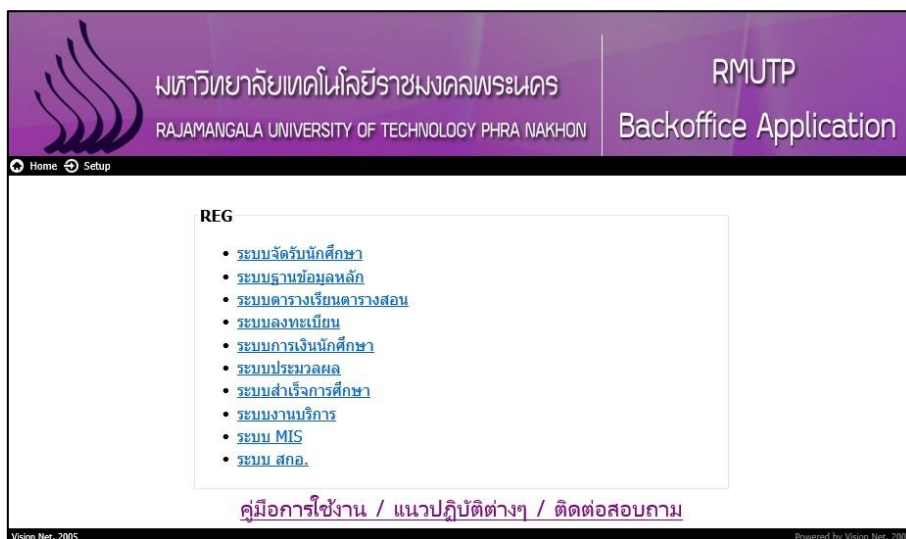 มหาวิทยาลัยเทคโนโลยีราชมงคลพระนคร
RAJAMANGALA UNIVERSITY OF TECHNOLOGY PHRA NAKHON
RMUTP
Backoffice Application
Home Setup
REG
• ระบบจัดรับนักศึกษา
• ระบบฐานข้อมูลหลัก
• ระบบตารางเรียนตารางสอน
• ระบบลงทะเบียน
• ระบบการเงินนักศึกษา
• ระบบประมวลผล
• ระบบสำเร็จการศึกษา
• ระบบงานบริการ
• ระบบ MIS
• ระบบ สกอ.
คู่มือการใช้งาน / แนวปฏิบัติต่างๆ / ติดต่อสอบถาม
Vision Net, 2005
Powered by Vision Net,